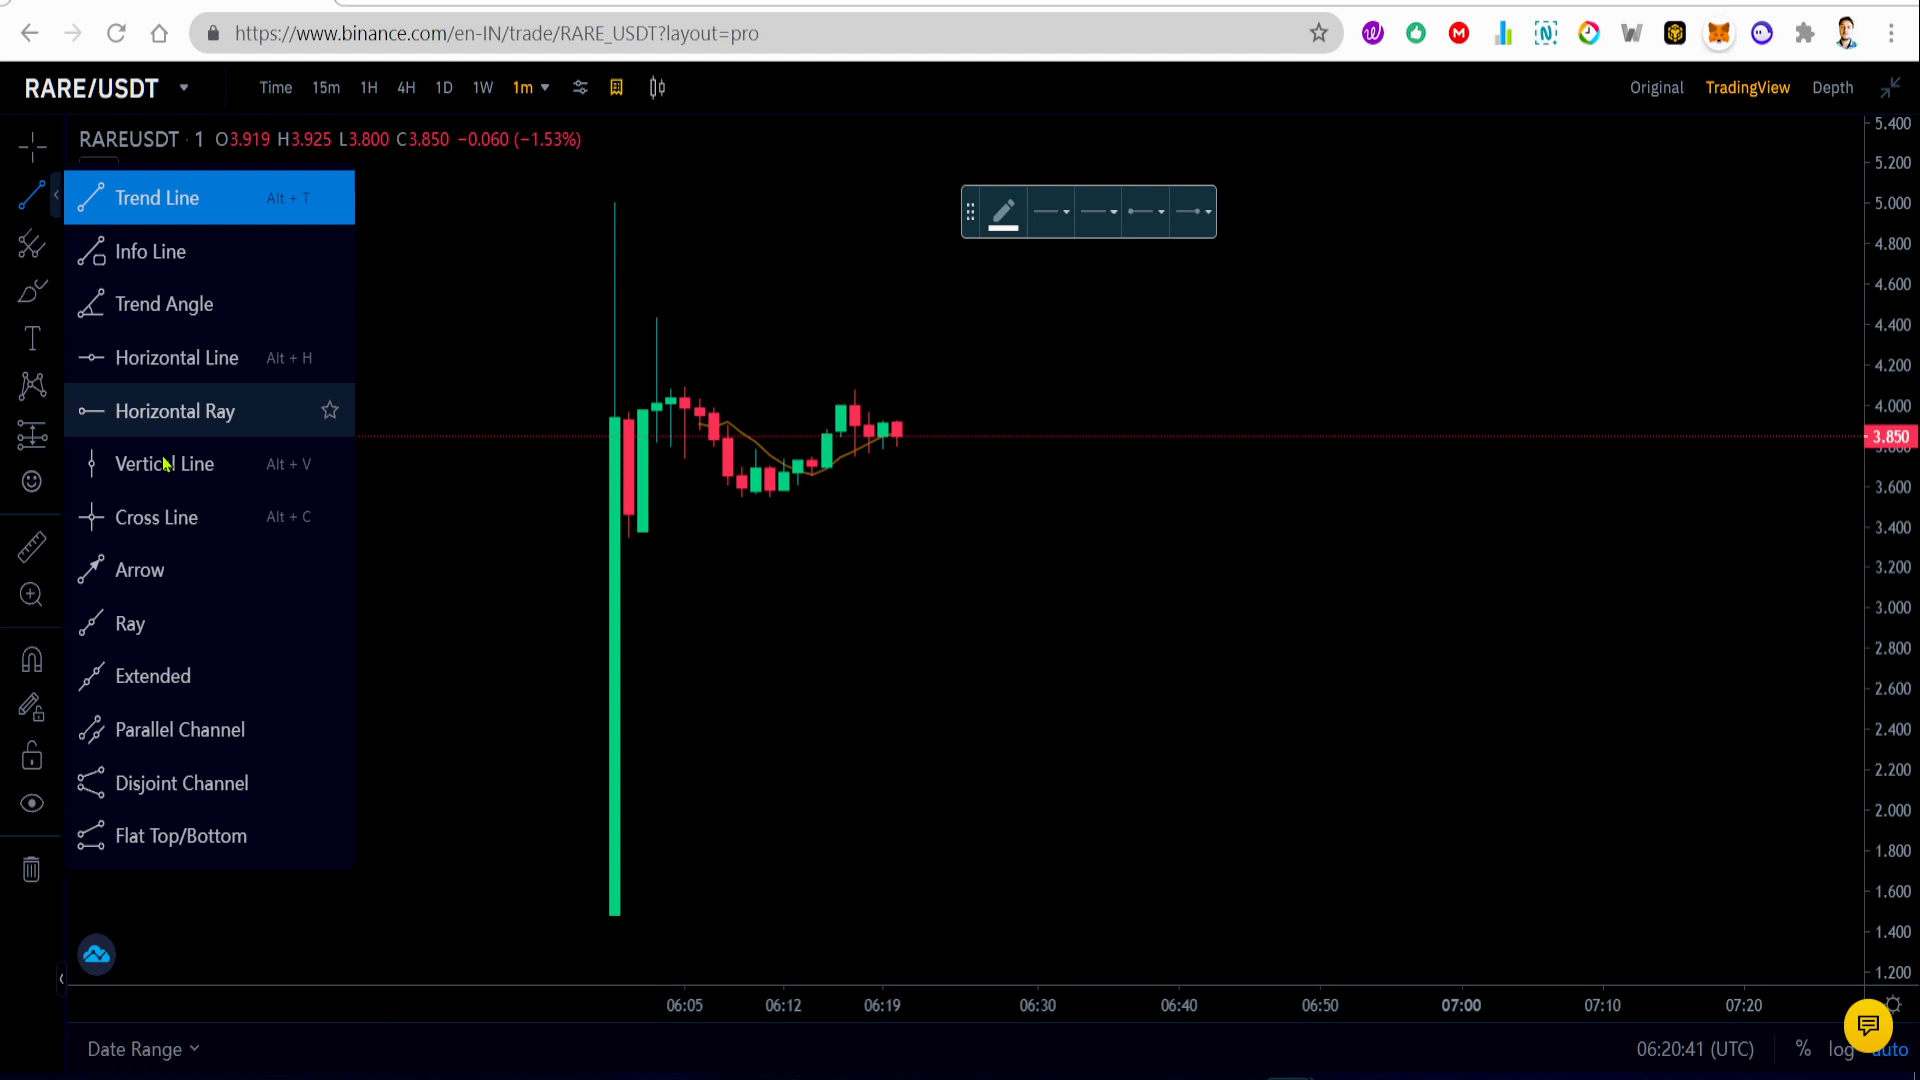 https://www.binance.com/en-IN/trade/RARE_USDT?layout=pro
RARE/USDT Time 15m 1H 4H 1D 1W 1m Original TradingView Depth
RAREUSDT · 1 O3.919 H3.925 L3.800 C3.850 −0.060 (−1.53%)
Trend Line Alt + T
Info Line
Trend Angle
Horizontal Line Alt + H
Horizontal Ray
Vertical Line Alt + V
Cross Line Alt + C
Arrow
Ray
Extended
Parallel Channel
Disjoint Channel
Flat Top/Bottom
5.400
5.200
5.000
4.800
4.600
4.400
4.200
4.000
3.850
3.600
3.400
3.200
3.000
2.800
2.600
2.400
2.200
2.000
1.800
1.600
1.400
1.200
06:05 06:12 06:19 06:30 06:40 06:50 07:00 07:10 07:20
Date Range 06:20:41 (UTC) % log auto